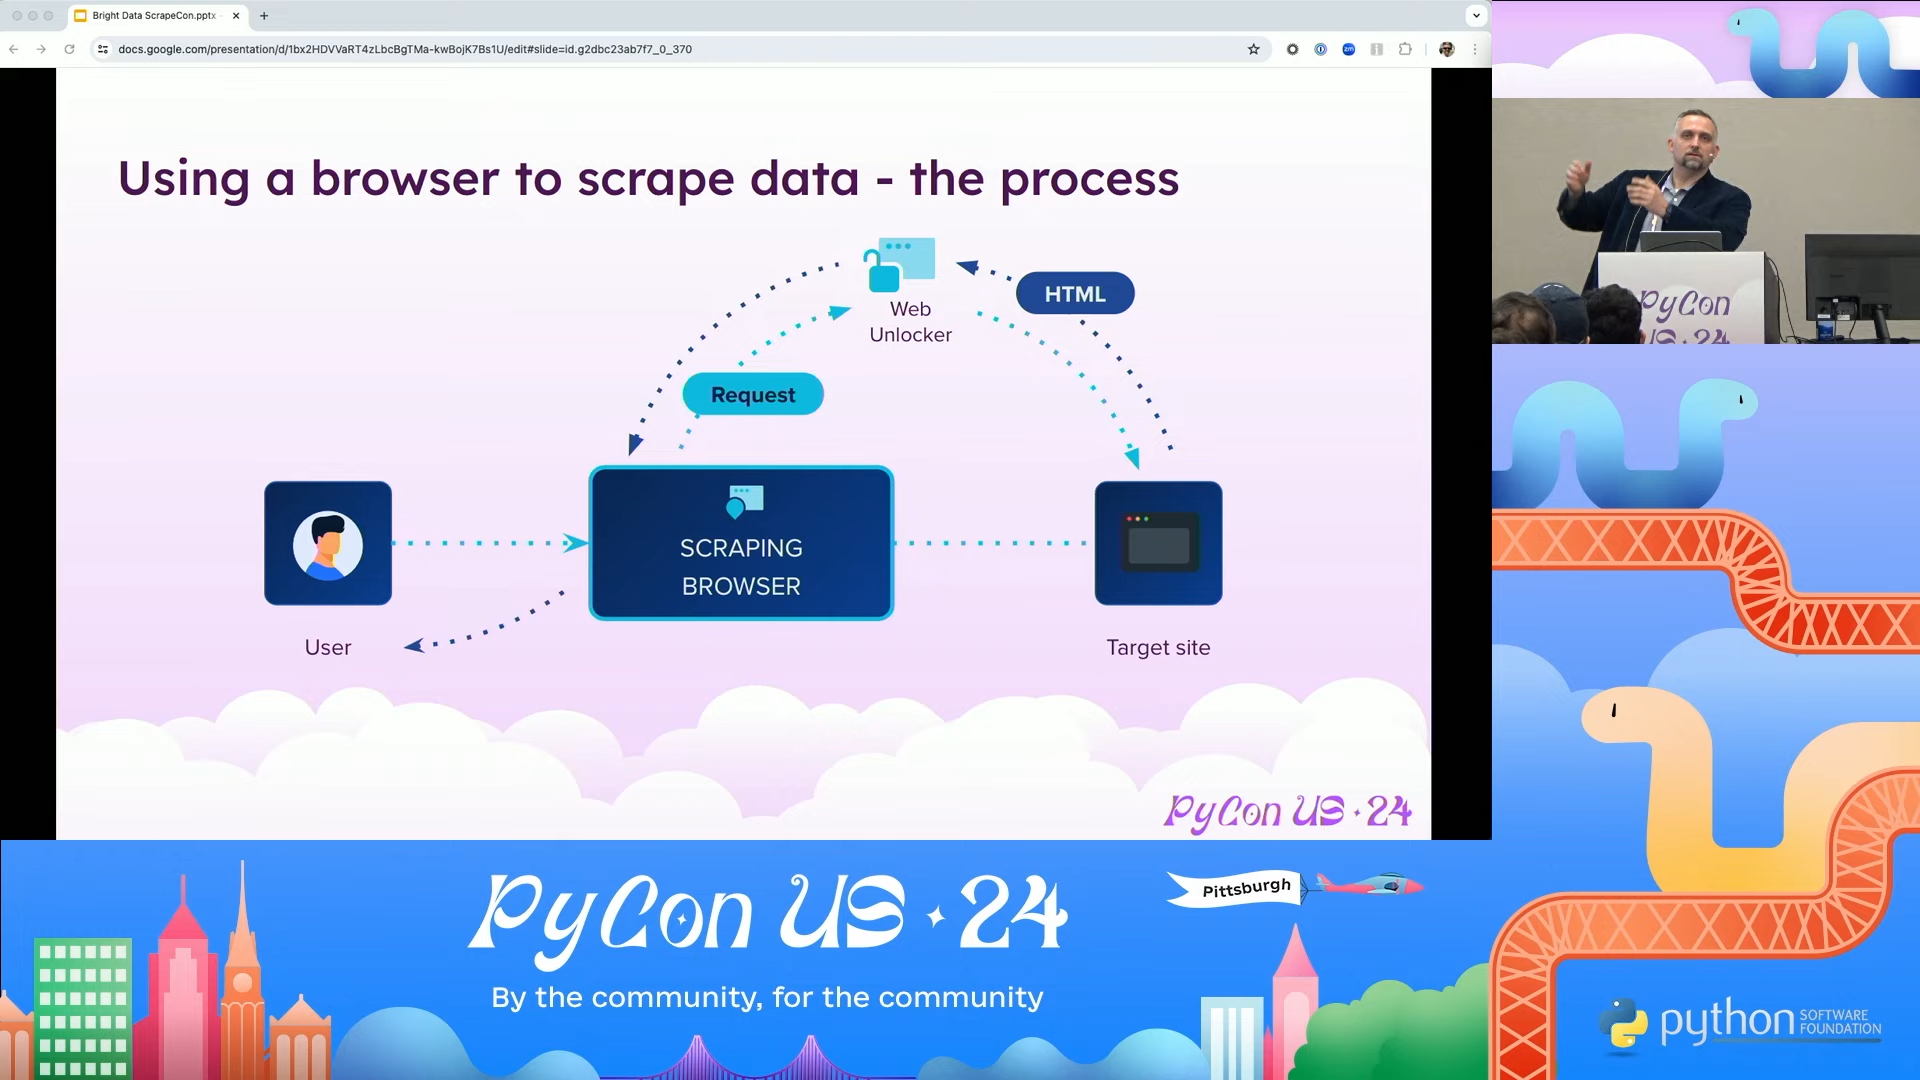 Bright Data ScrapeCon.pptx
docs.google.com/presentation/d/1bx2HDVVaRT4zLbcBgTMa-kwBojK7Bs1U/edit#slide=id.g2dbc23ab7f7_0_370
Using a browser to scrape data - the process
HTML
Web
Unlocker
Request
SCRAPING
BROWSER
User
Target site
PyCon US · 24
PyCon
US · 24
PyCon US · 24
By the community, for the community
Pittsburgh
python
SOFTWARE
FOUNDATION